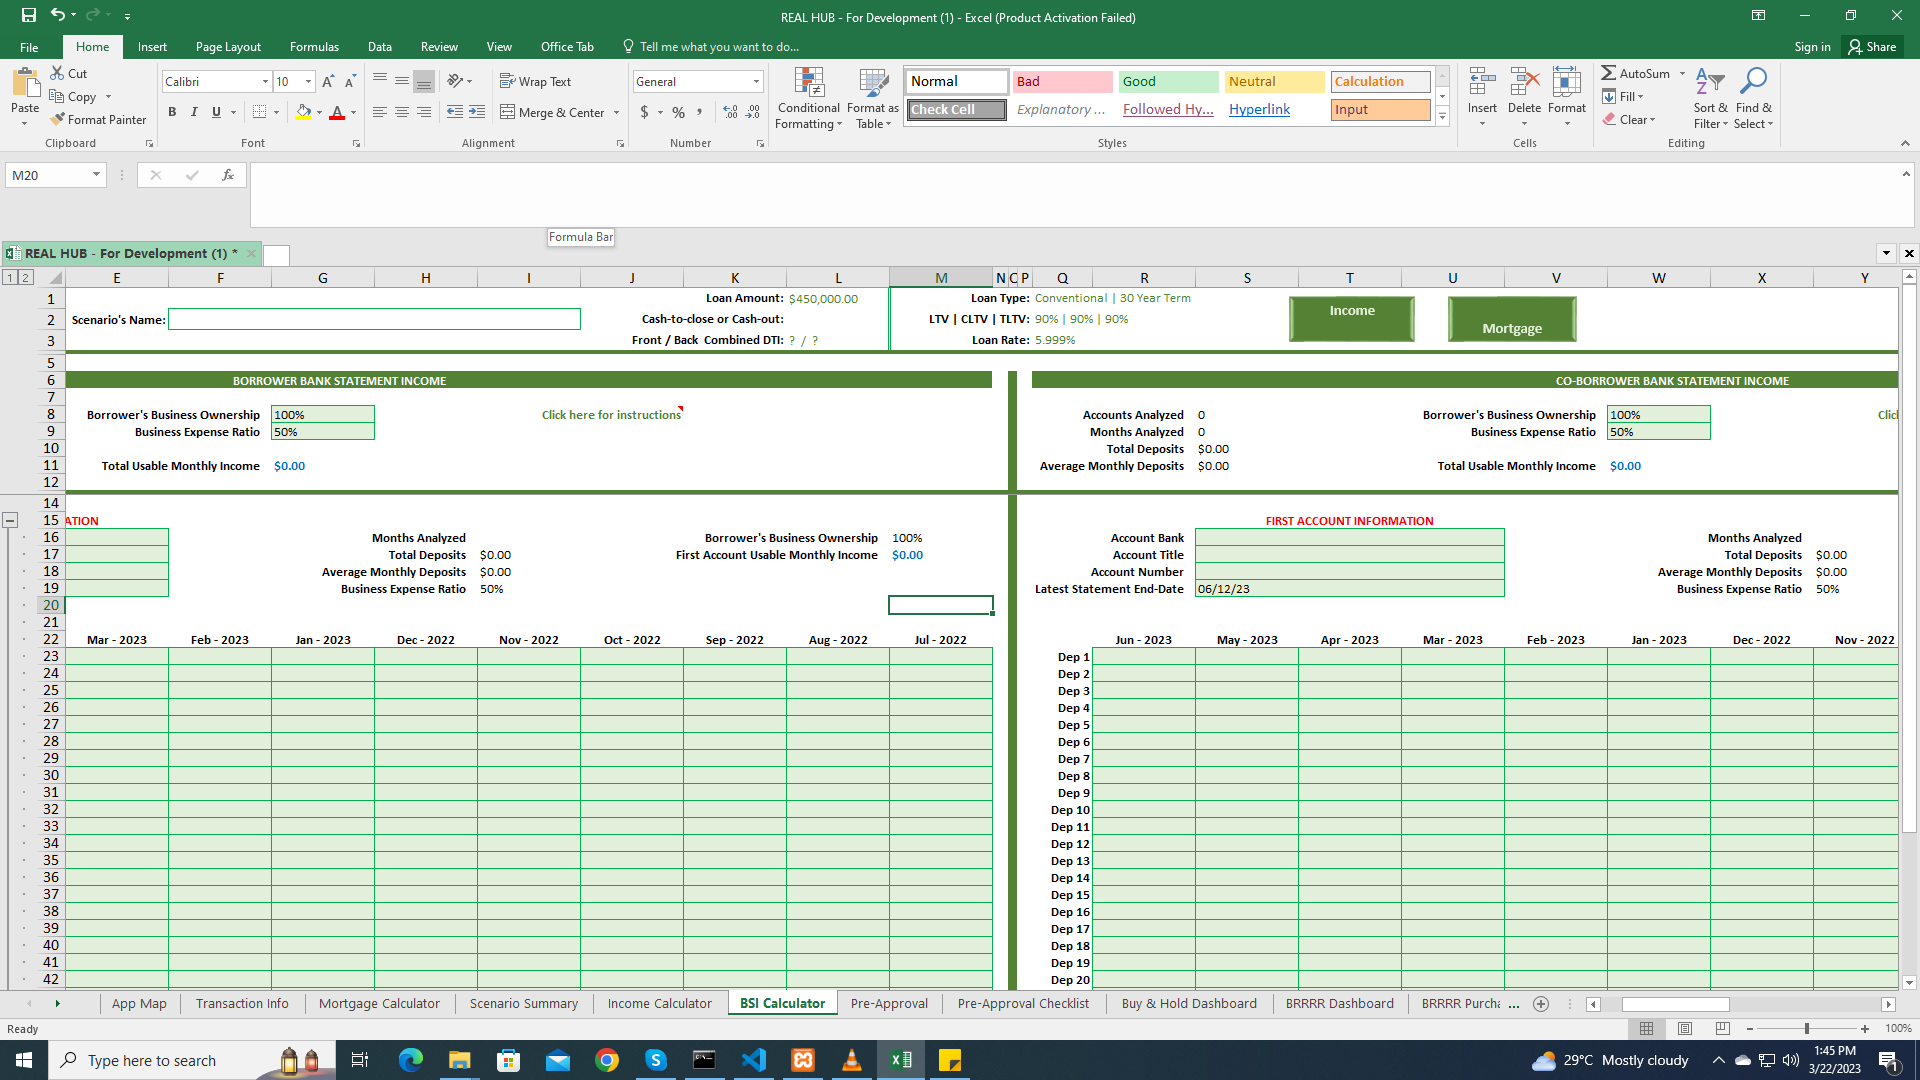 REAL HUB - For Development (1) - Excel (Product Activation Failed)
File Home Insert Page Layout Formulas Data Review View Office Tab Tell me what you want to do... Sign in Share
Paste Cut Copy Format Painter
Clipboard
Calibri 10
B I U
Font
Wrap Text
Merge & Center
Alignment
General
$ %
Number
Conditional Formatting
Format as Table
Normal Bad Good Neutral Calculation
Check Cell Explanatory ... Followed Hy... Hyperlink Input
Styles
Insert Delete Format
Cells
AutoSum
Fill
Clear
Sort & Filter
Find & Select
Editing
M20 fx
Formula Bar
REAL HUB - For Development (1) *
1 2 E F G H I J K L M N O P Q R S T U V W X Y
1 Loan Amount: $450,000.00 Loan Type: Conventional | 30 Year Term Income
2 Scenario's Name: Cash-to-close or Cash-out: LTV | CLTV | TLTV: 90% | 90% | 90% Mortgage
3 Front / Back Combined DTI: ? / ? Loan Rate: 5.999%
5
6 BORROWER BANK STATEMENT INCOME CO-BORROWER BANK STATEMENT INCOME
7
8 Borrower's Business Ownership 100% Click here for instructions Accounts Analyzed 0 Borrower's Business Ownership 100% Clic
9 Business Expense Ratio 50% Months Analyzed 0 Business Expense Ratio 50%
10 Total Deposits $0.00
11 Total Usable Monthly Income $0.00 Average Monthly Deposits $0.00 Total Usable Monthly Income $0.00
12
14
15 ATION FIRST ACCOUNT INFORMATION
16 Months Analyzed Borrower's Business Ownership 100% Account Bank Months Analyzed
17 Total Deposits $0.00 First Account Usable Monthly Income $0.00 Account Title Total Deposits $0.00
18 Average Monthly Deposits $0.00 Account Number Average Monthly Deposits $0.00
19 Business Expense Ratio 50% Latest Statement End-Date 06/12/23 Business Expense Ratio 50%
20
21
22 Mar - 2023 Feb - 2023 Jan - 2023 Dec - 2022 Nov - 2022 Oct - 2022 Sep - 2022 Aug - 2022 Jul - 2022 Jun - 2023 May - 2023 Apr - 2023 Mar - 2023 Feb - 2023 Jan - 2023 Dec - 2022 Nov - 2022
23 Dep 1
24 Dep 2
25 Dep 3
26 Dep 4
27 Dep 5
28 Dep 6
29 Dep 7
30 Dep 8
31 Dep 9
32 Dep 10
33 Dep 11
34 Dep 12
35 Dep 13
36 Dep 14
37 Dep 15
38 Dep 16
39 Dep 17
40 Dep 18
41 Dep 19
42 Dep 20
App Map Transaction Info Mortgage Calculator Scenario Summary Income Calculator BSI Calculator Pre-Approval Pre-Approval Checklist Buy & Hold Dashboard BRRRR Dashboard BRRRR Purcha ...
Ready 100%
Type here to search 29°C Mostly cloudy 1:45 PM
3/22/2023 1